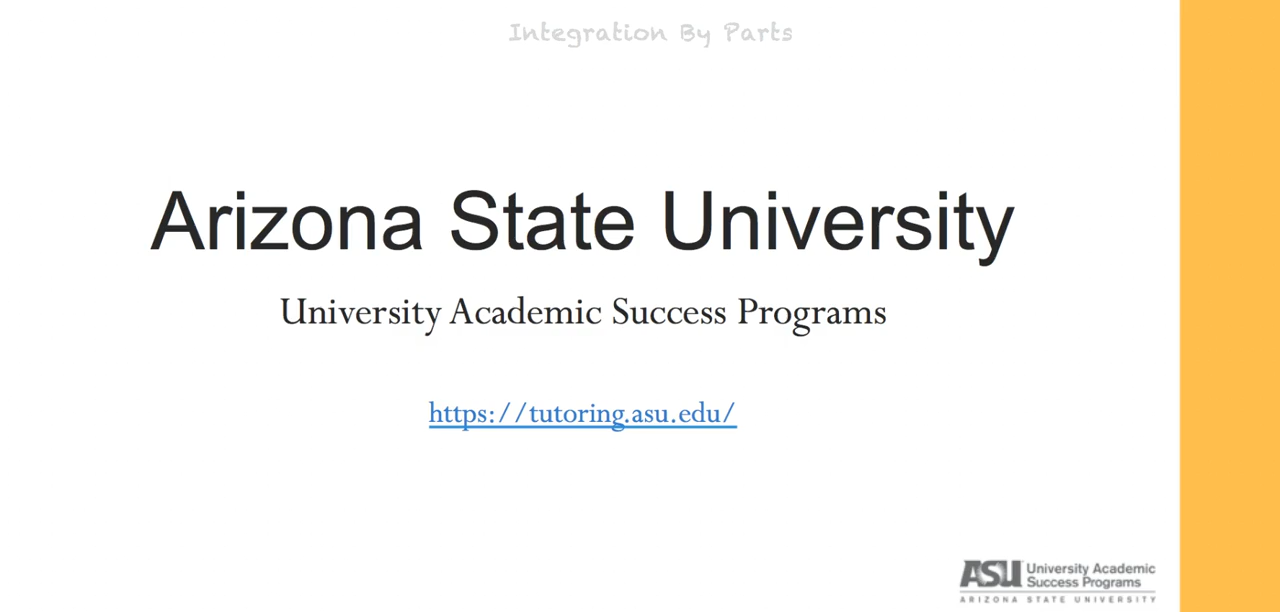 Integration By Parts
Arizona State University
University Academic Success Programs
https://tutoring.asu.edu/
ASU University Academic
Success Programs
ARIZONA STATE UNIVERSITY